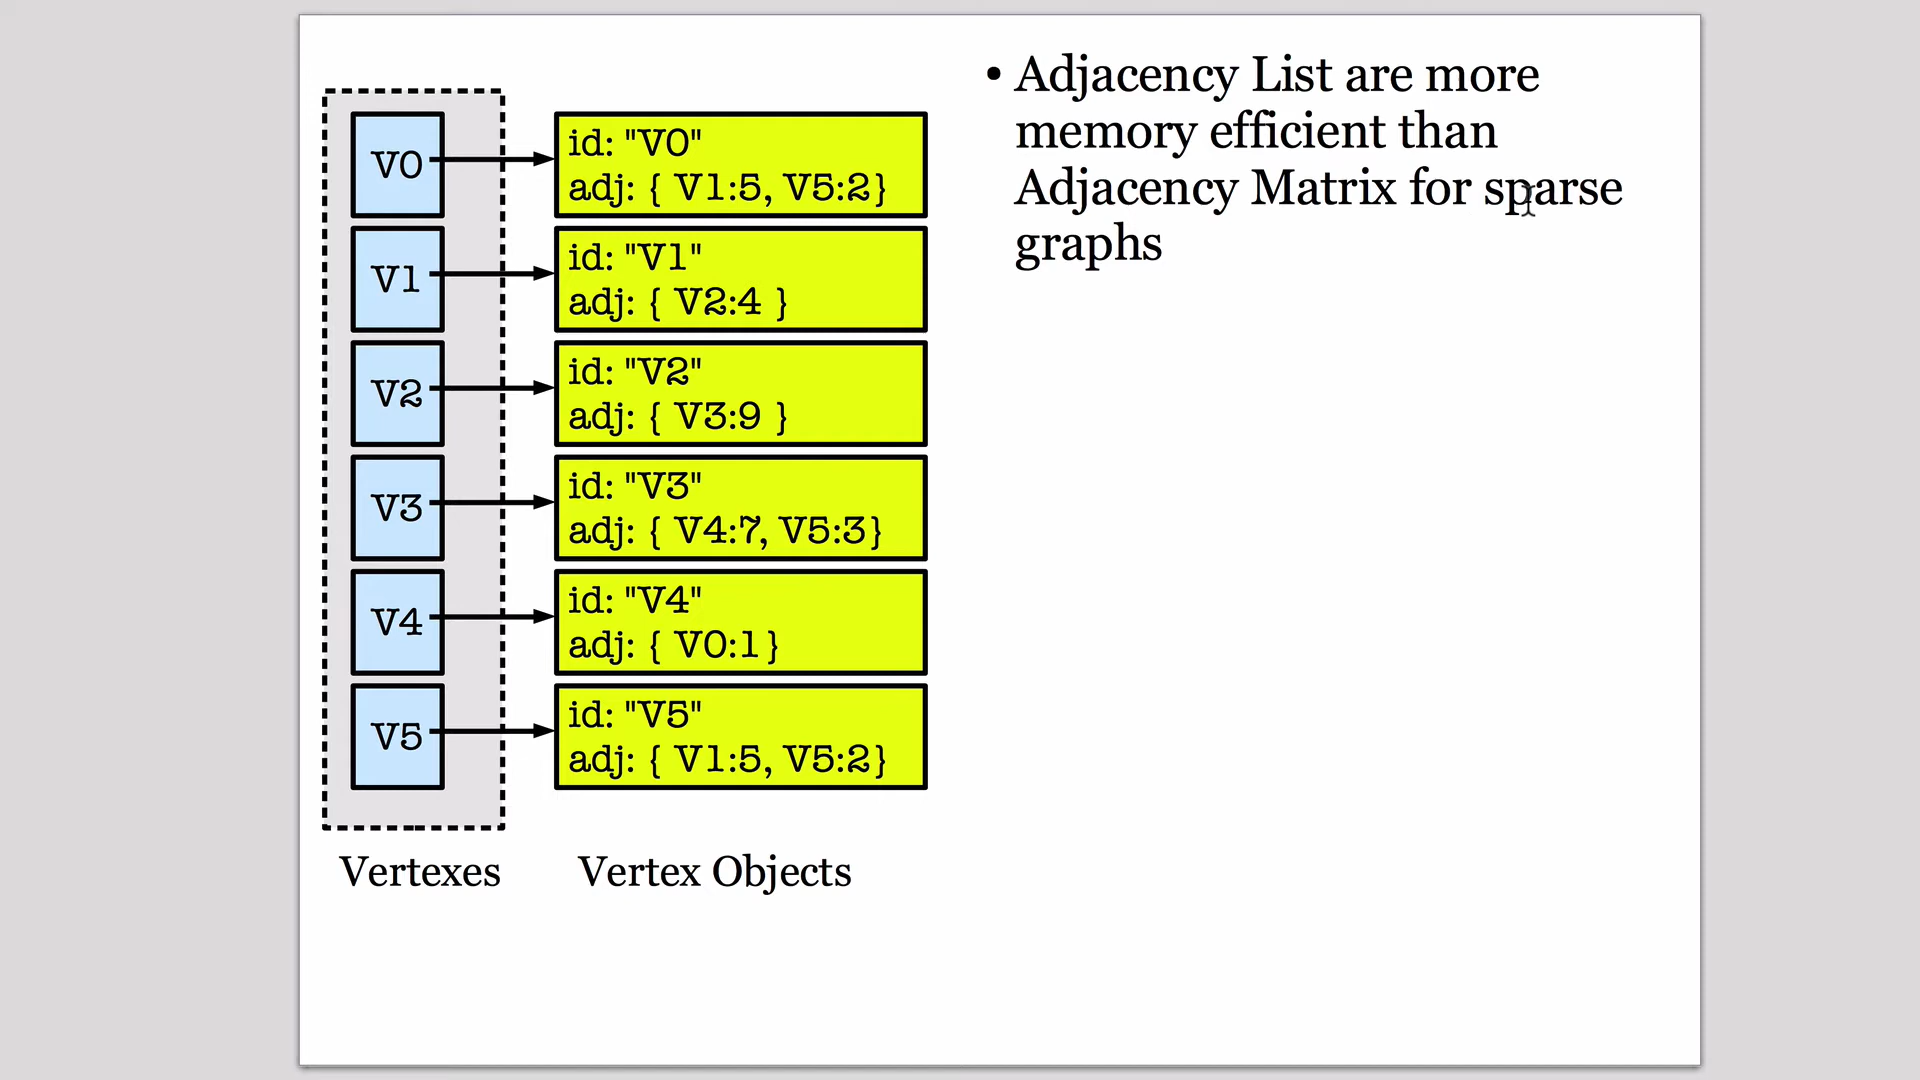 V0
id: "V0"
adj: { V1:5, V5:2}
V1
id: "V1"
adj: { V2:4 }
V2
id: "V2"
adj: { V3:9 }
V3
id: "V3"
adj: { V4:7, V5:3}
V4
id: "V4"
adj: { V0:1}
V5
id: "V5"
adj: { V1:5, V5:2}
Vertexes
Vertex Objects
• Adjacency List are more
memory efficient than
Adjacency Matrix for sparse
graphs